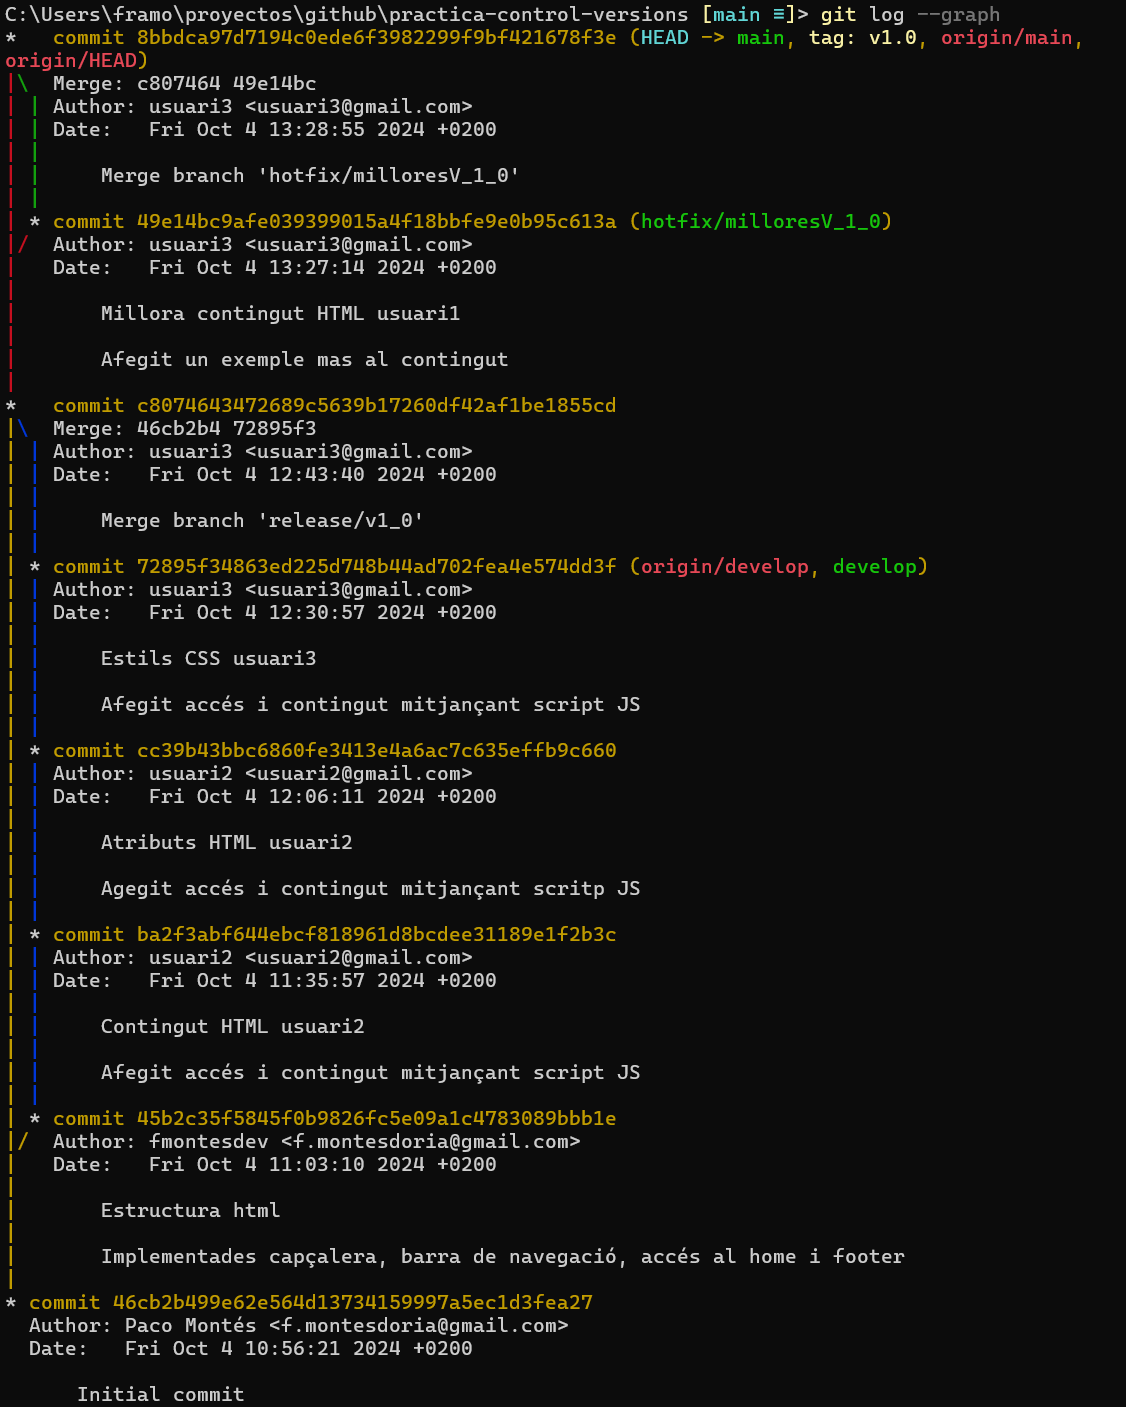 C:\Users\framo\proyectos\github\practica-control-versions [main ≡]> git log --graph
*   commit 8bbdca97d7194c0ede6f3982299f9bf421678f3e (HEAD -> main, tag: v1.0, origin/main,
origin/HEAD)
|\  Merge: c807464 49e14bc
| | Author: usuari3 <usuari3@gmail.com>
| | Date:   Fri Oct 4 13:28:55 2024 +0200
| |
| |     Merge branch 'hotfix/milloresV_1_0'
| |
| * commit 49e14bc9afe039399015a4f18bbfe9e0b95c613a (hotfix/milloresV_1_0)
|/  Author: usuari3 <usuari3@gmail.com>
|   Date:   Fri Oct 4 13:27:14 2024 +0200
|
|       Millora contingut HTML usuari1
|
|       Afegit un exemple mas al contingut
|
*   commit c8074643472689c5639b17260df42af1be1855cd
|\  Merge: 46cb2b4 72895f3
| | Author: usuari3 <usuari3@gmail.com>
| | Date:   Fri Oct 4 12:43:40 2024 +0200
| |
| |     Merge branch 'release/v1_0'
| |
| * commit 72895f34863ed225d748b44ad702fea4e574dd3f (origin/develop, develop)
| | Author: usuari3 <usuari3@gmail.com>
| | Date:   Fri Oct 4 12:30:57 2024 +0200
| |
| |     Estils CSS usuari3
| |
| |     Afegit accés i contingut mitjançant script JS
| |
| * commit cc39b43bbc6860fe3413e4a6ac7c635effb9c660
| | Author: usuari2 <usuari2@gmail.com>
| | Date:   Fri Oct 4 12:06:11 2024 +0200
| |
| |     Atributs HTML usuari2
| |
| |     Agegit accés i contingut mitjançant scritp JS
| |
| * commit ba2f3abf644ebcf818961d8bcdee31189e1f2b3c
| | Author: usuari2 <usuari2@gmail.com>
| | Date:   Fri Oct 4 11:35:57 2024 +0200
| |
| |     Contingut HTML usuari2
| |
| |     Afegit accés i contingut mitjançant script JS
| |
| * commit 45b2c35f5845f0b9826fc5e09a1c4783089bbb1e
|/  Author: fmontesdev <f.montesdoria@gmail.com>
|   Date:   Fri Oct 4 11:03:10 2024 +0200
|
|       Estructura html
|
|       Implementades capçalera, barra de navegació, accés al home i footer
|
* commit 46cb2b499e62e564d13734159997a5ec1d3fea27
  Author: Paco Montés <f.montesdoria@gmail.com>
  Date:   Fri Oct 4 10:56:21 2024 +0200

      Initial commit